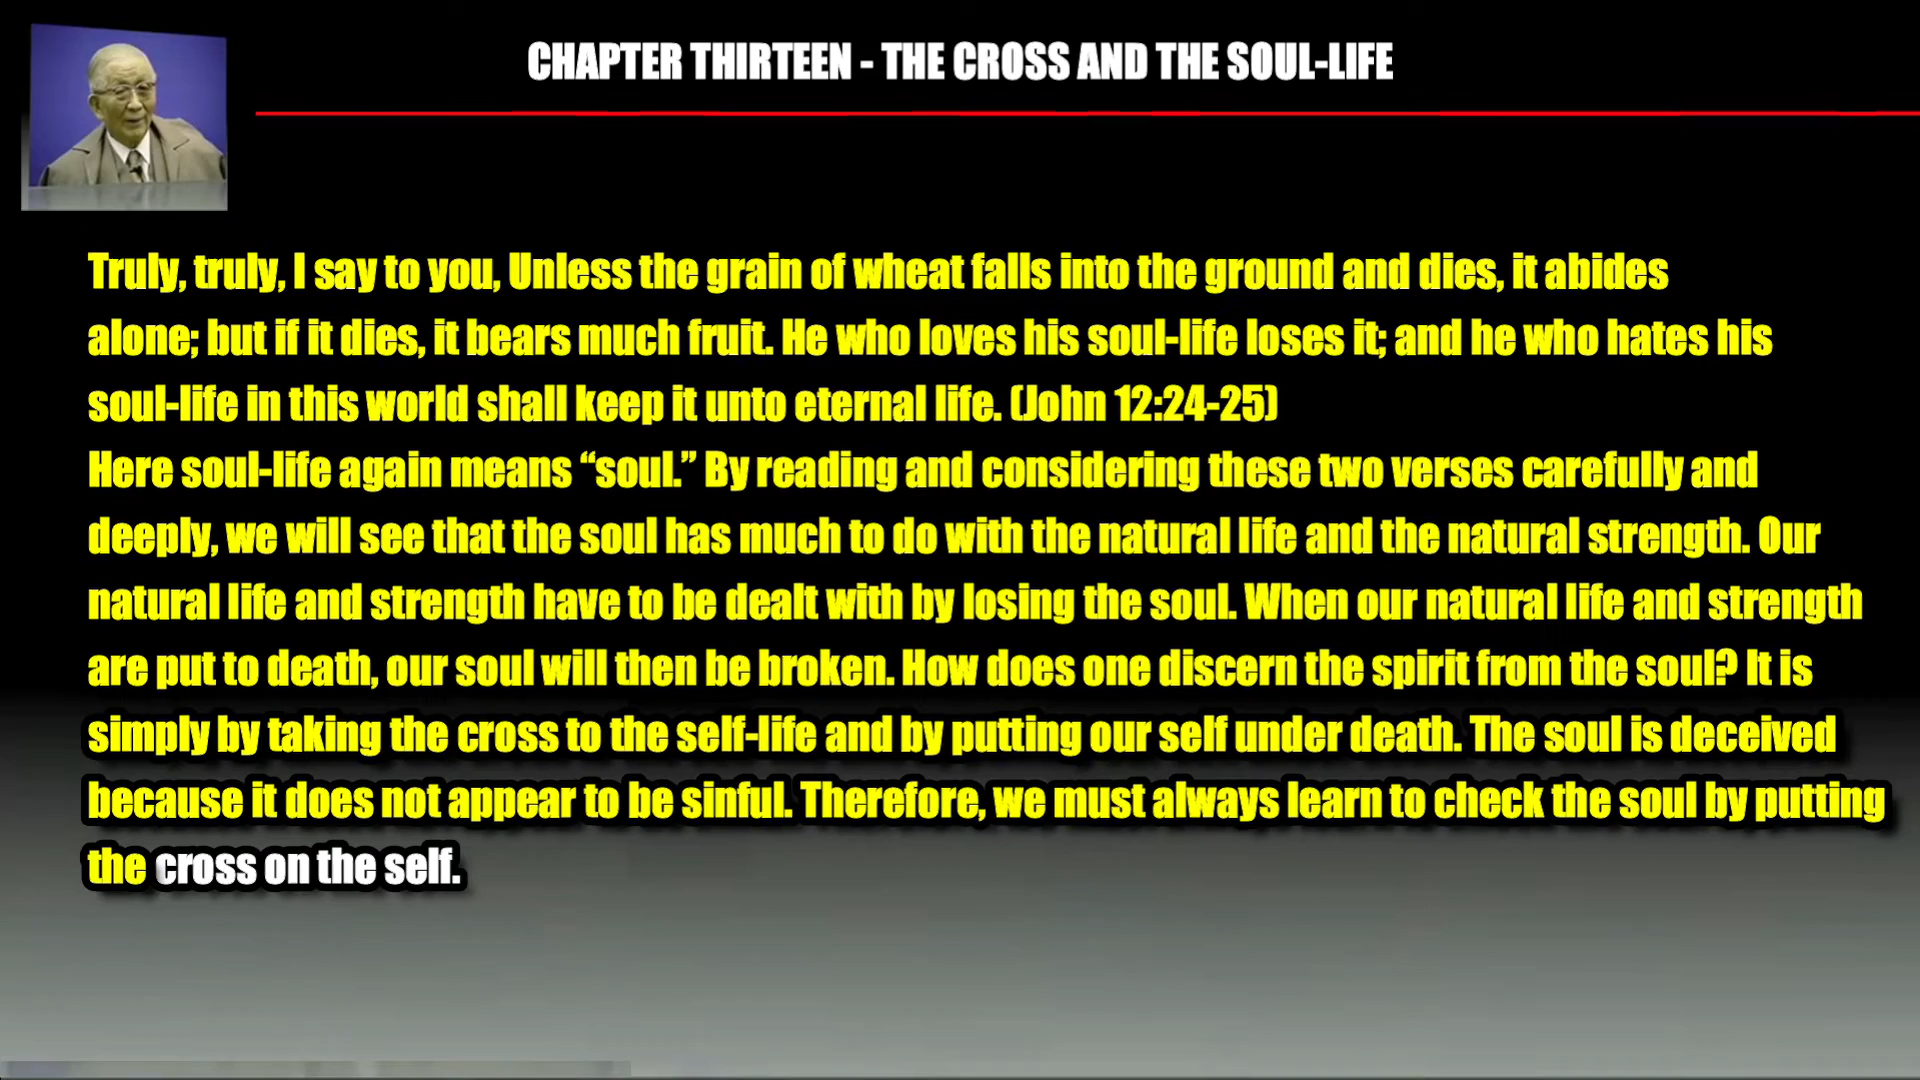 CHAPTER THIRTEEN - THE CROSS AND THE SOUL-LIFE
Truly, truly, I say to you, Unless the grain of wheat falls into the ground and dies, it abides
alone; but if it dies, it bears much fruit. He who loves his soul-life loses it; and he who hates his
soul-life in this world shall keep it unto eternal life. (John 12:24-25)
Here soul-life again means “soul.” By reading and considering these two verses carefully and
deeply, we will see that the soul has much to do with the natural life and the natural strength. Our
natural life and strength have to be dealt with by losing the soul. When our natural life and strength
are put to death, our soul will then be broken. How does one discern the spirit from the soul? It is
simply by taking the cross to the self-life and by putting our self under death. The soul is deceived
because it does not appear to be sinful. Therefore, we must always learn to check the soul by putting
the cross on the self.